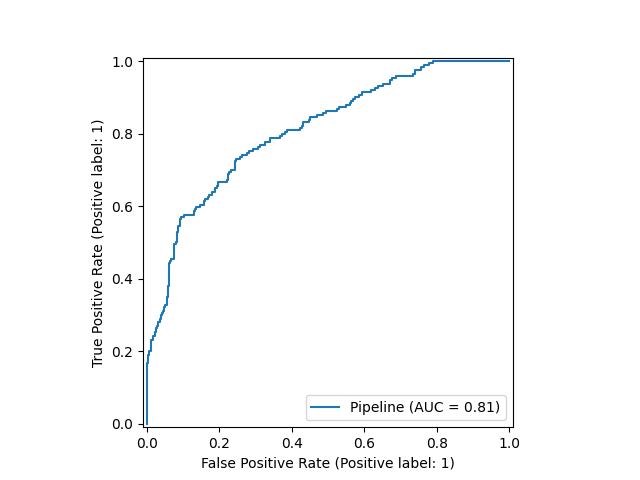 1.0
0.8
0.6
0.4
0.2
0.0
True Positive Rate (Positive label: 1)
Pipeline (AUC = 0.81)
0.0 0.2 0.4 0.6 0.8 1.0
False Positive Rate (Positive label: 1)